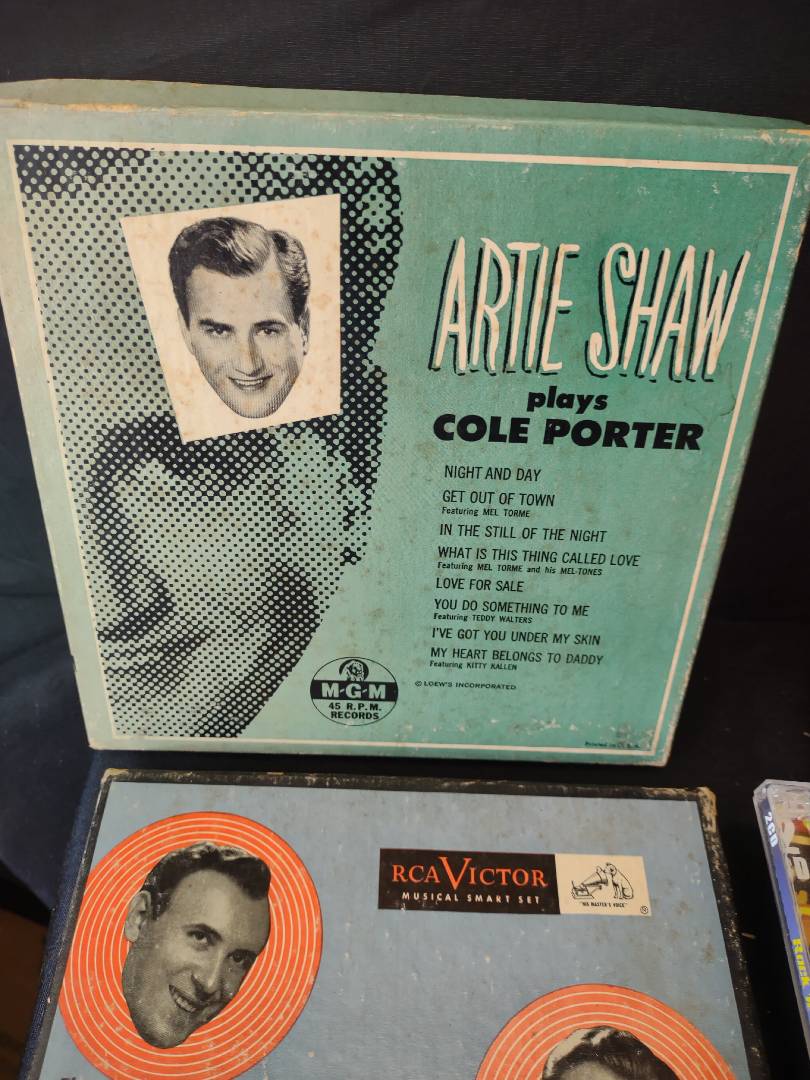 ARTIE SHAW
plays
COLE PORTER
NIGHT AND DAY
GET OUT OF TOWN
Featuring MEL TORME
IN THE STILL OF THE NIGHT
WHAT IS THIS THING CALLED LOVE
Featuring MEL TORME and his MEL-TONES
LOVE FOR SALE
YOU DO SOMETHING TO ME
Featuring TEDDY WALTERS
I'VE GOT YOU UNDER MY SKIN
MY HEART BELONGS TO DADDY
Featuring KITTY KALLEN
M-G-M
45 R.P.M.
RECORDS
© LOEW'S INCORPORATED
Printed in U.S.A.
RCA VICTOR
MUSICAL SMART SET
"HIS MASTER'S VOICE"
2CD
Rock